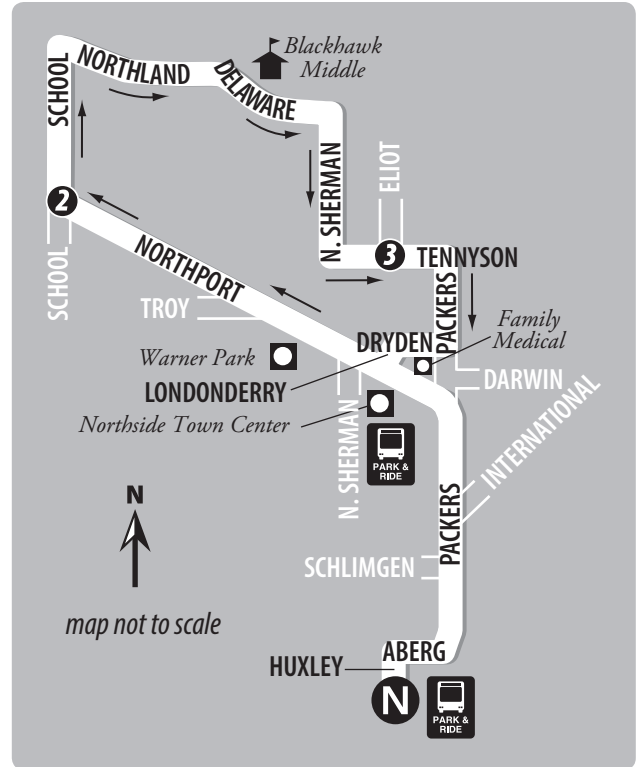 Blackhawk
Middle
NORTHLAND
DELAWARE
SCHOOL
N. SHERMAN
ELIOT
2
3
TENNYSON
NORTHPORT
SCHOOL
TROY
PACKERS
DRYDEN
Family
Medical
Warner Park
LONDONDERRY
DARWIN
Northside Town Center
N. SHERMAN
PARK &
RIDE
INTERNATIONAL
PACKERS
N
SCHLIMGEN
map not to scale
ABERG
HUXLEY
N
PARK &
RIDE